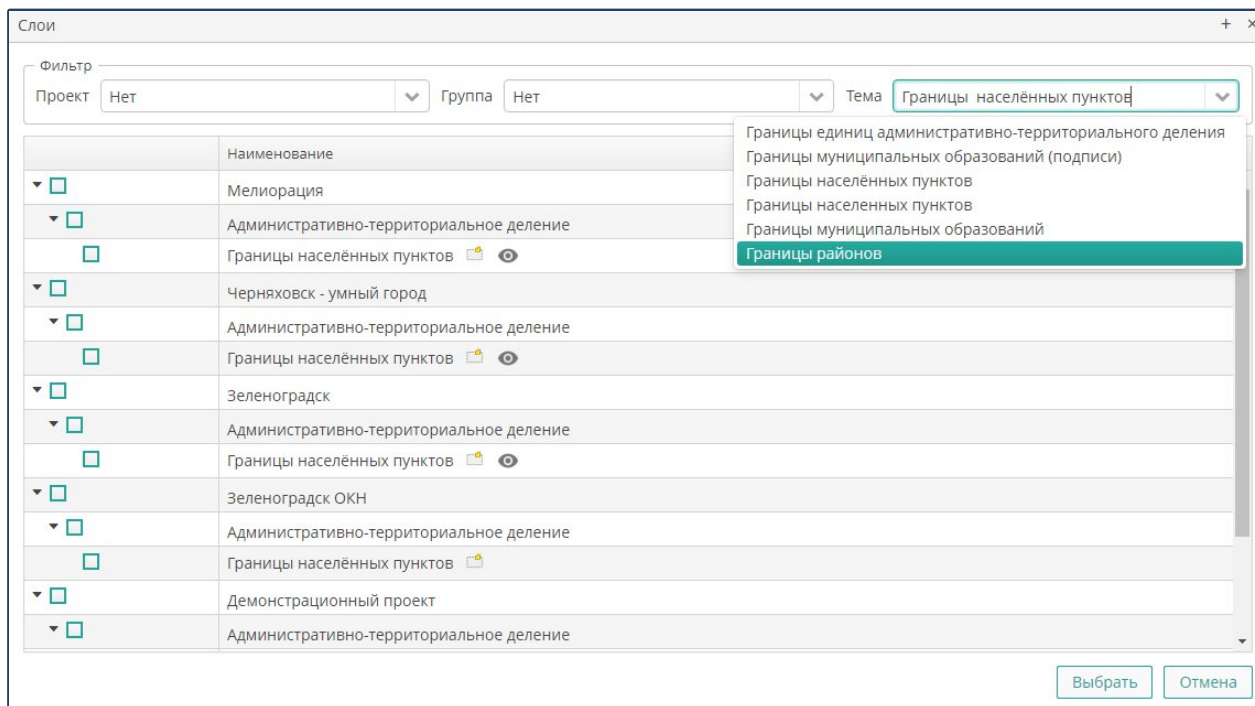 Слои
Фильтр
Проект Нет Группа Нет Тема Границы населённых пунктов
Границы единиц административно-территориального деления
Границы муниципальных образований (подписи)
Границы населённых пунктов
Границы населенных пунктов
Границы муниципальных образований
Границы районов
Наименование
Мелиорация
Административно-территориальное деление
Границы населённых пунктов
Черняховск - умный город
Административно-территориальное деление
Границы населённых пунктов
Зеленоградск
Административно-территориальное деление
Границы населённых пунктов
Зеленоградск ОКН
Административно-территориальное деление
Границы населённых пунктов
Демонстрационный проект
Административно-территориальное деление
Выбрать Отмена